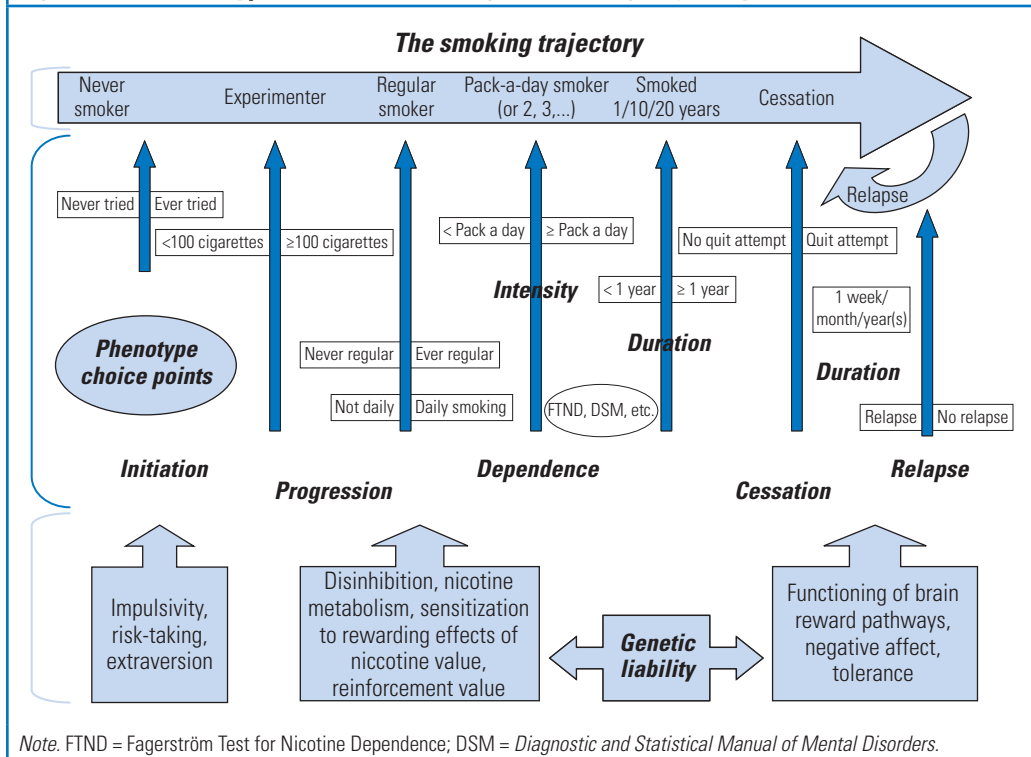 The smoking trajectory
Never
smoker
Experimenter
Regular
smoker
Pack-a-day smoker
(or 2, 3,...)
Smoked
1/10/20 years
Cessation
Relapse
Never tried
Ever tried
<100 cigarettes
≥100 cigarettes
< Pack a day
≥ Pack a day
No quit attempt
Quit attempt
Intensity
< 1 year
≥ 1 year
1 week/
month/year(s)
Phenotype
choice points
Never regular
Ever regular
Duration
Duration
Not daily
Daily smoking
FTND, DSM, etc.
Relapse
No relapse
Initiation
Progression
Dependence
Cessation
Relapse
Impulsivity,
risk-taking,
extraversion
Disinhibition, nicotine
metabolism, sensitization
to rewarding effects of
niccotine value,
reinforcement value
Genetic
liability
Functioning of brain
reward pathways,
negative affect,
tolerance
Note. FTND = Fagerström Test for Nicotine Dependence; DSM = Diagnostic and Statistical Manual of Mental Disorders.